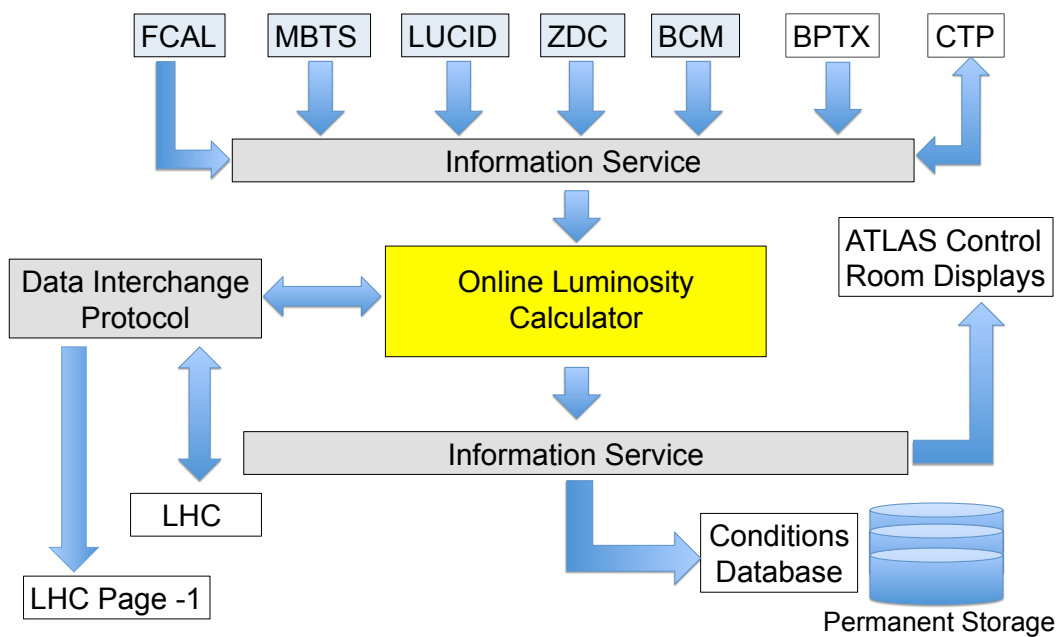 FCAL
MBTS
LUCID
ZDC
BCM
BPTX
CTP
Information Service
ATLAS Control
Room Displays
Data Interchange
Protocol
Online Luminosity
Calculator
Information Service
LHC
Conditions
Database
LHC Page -1
Permanent Storage